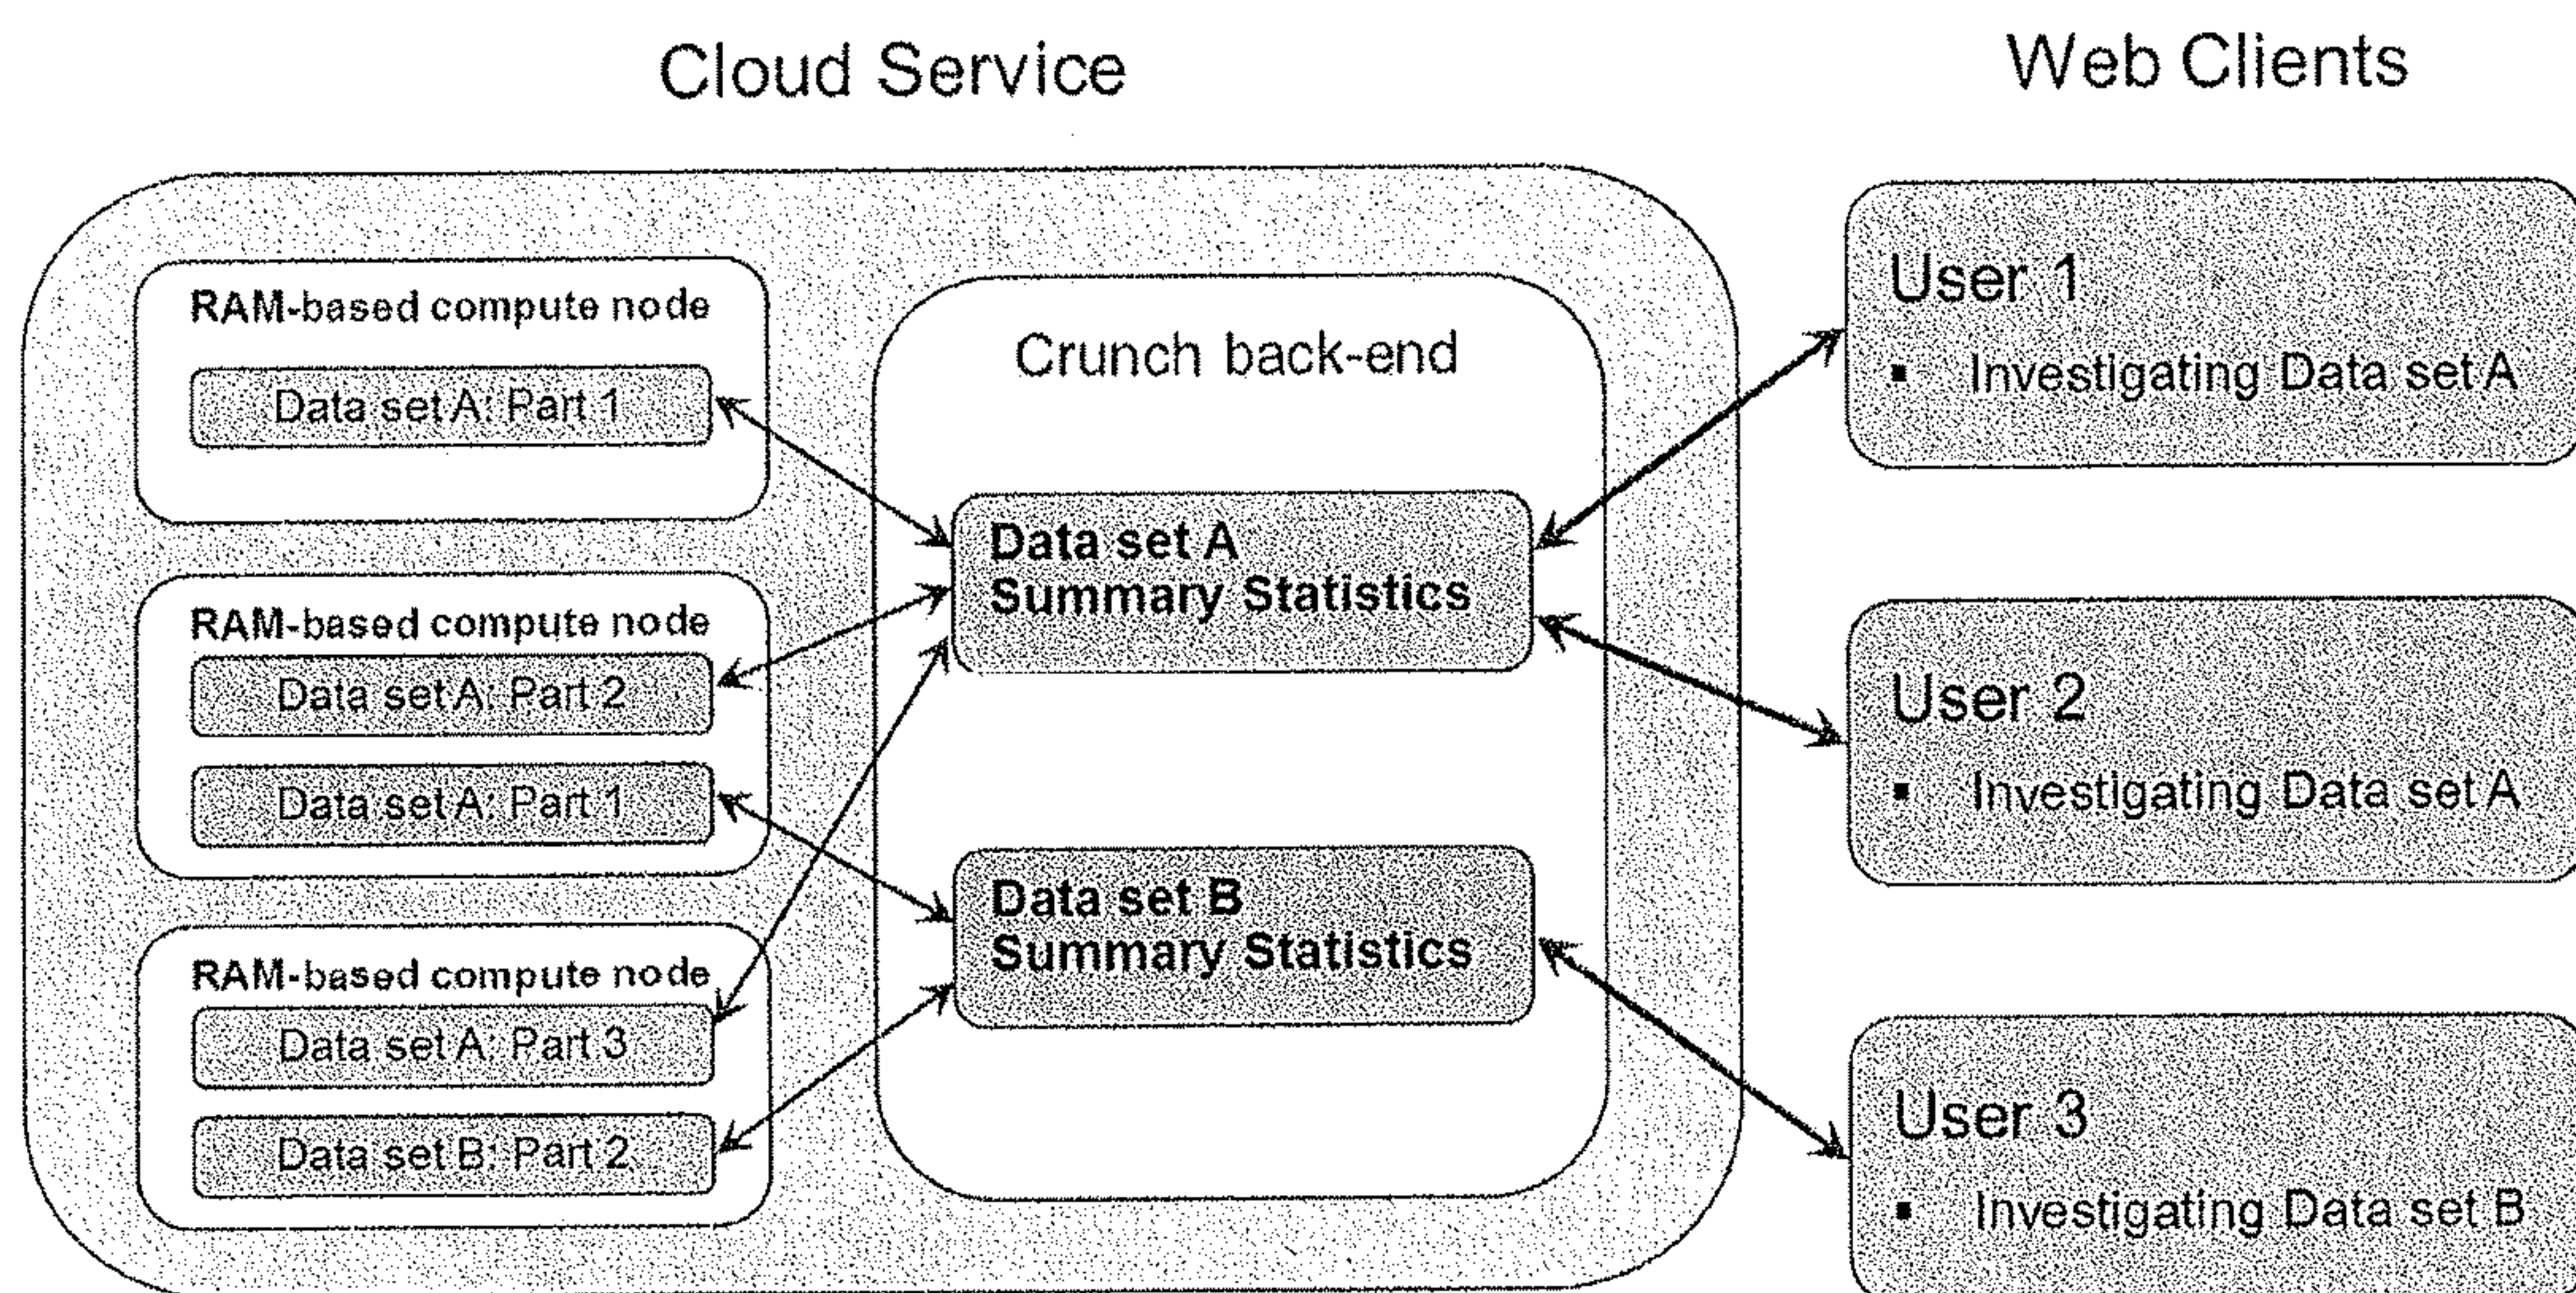 Cloud Service
Web Clients
RAM-based compute node
Data set A: Part 1
RAM-based compute node
Data set A: Part 2
Data set A: Part 1
RAM-based compute node
Data set A: Part 3
Data set B: Part 2
Crunch back-end
Data set A
Summary Statistics
Data set B
Summary Statistics
User 1
▪ Investigating Data set A
User 2
▪ Investigating Data set A
User 3
▪ Investigating Data set B